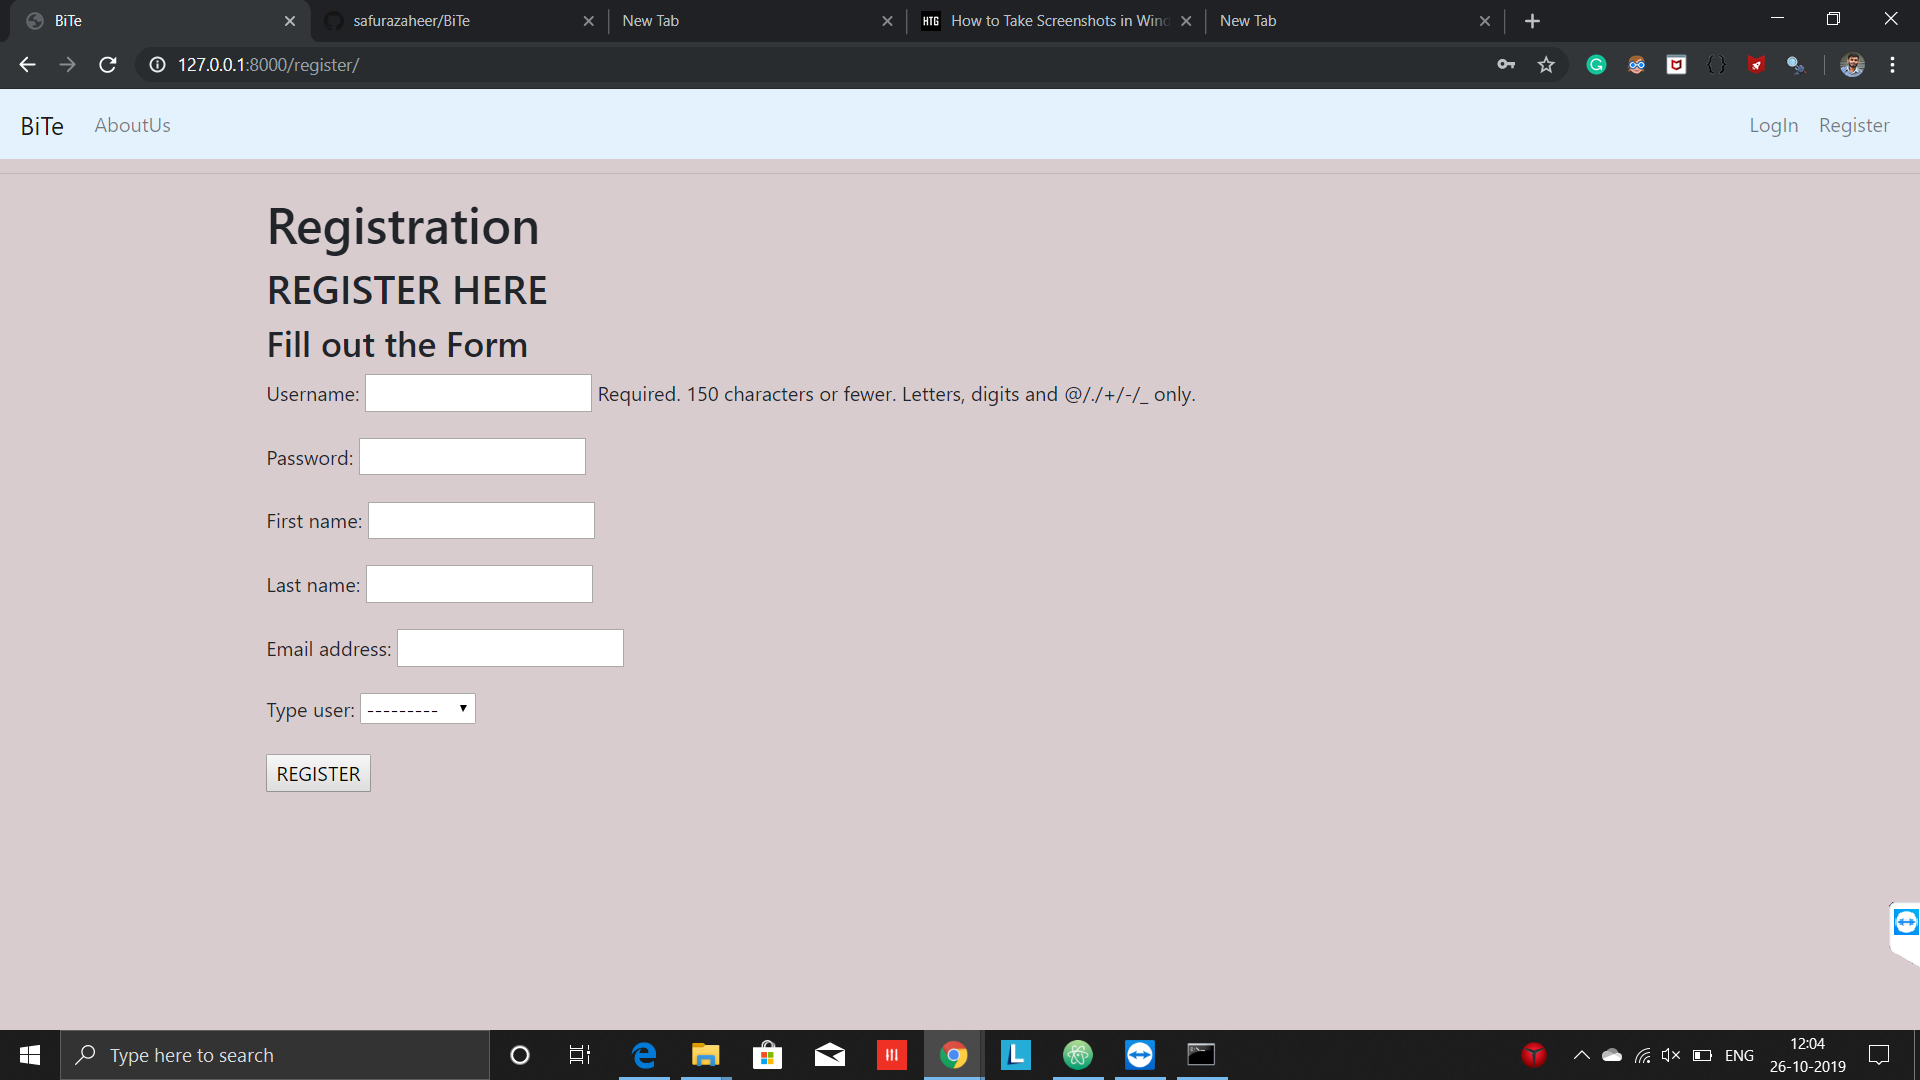 BiTe
safurazaheer/BiTe
New Tab
HTG How to Take Screenshots in Wind
New Tab
127.0.0.1:8000/register/
BiTe AboutUs LogIn Register
Registration
REGISTER HERE
Fill out the Form
Username: Required. 150 characters or fewer. Letters, digits and @/./+/-/_ only.
Password:
First name:
Last name:
Email address:
Type user: ---------
REGISTER
Type here to search
L
ENG
12:04
26-10-2019